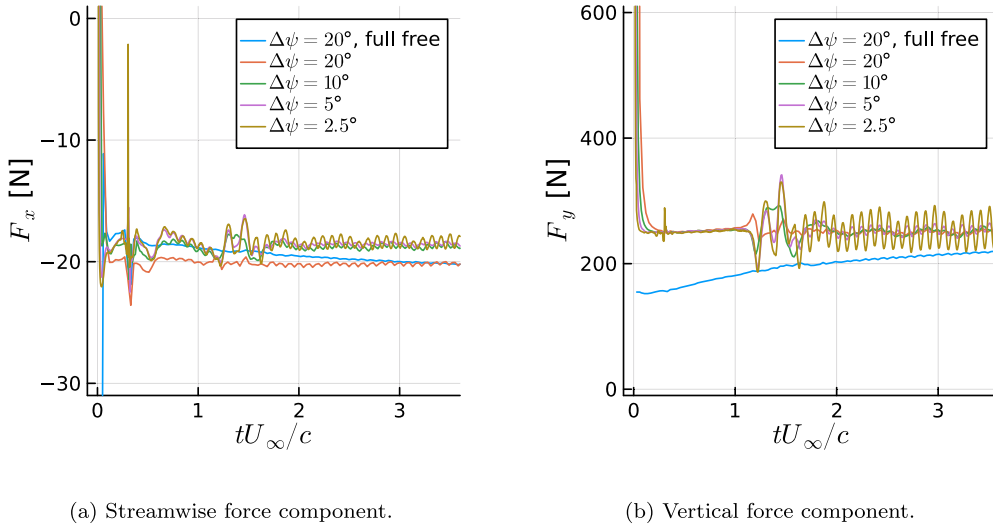 0
−10
−20
−30
F_x [N]
Δψ = 20°, full free
Δψ = 20°
Δψ = 10°
Δψ = 5°
Δψ = 2.5°
0 1 2 3
tU_∞/c
(a) Streamwise force component.
600
400
200
0
F_y [N]
Δψ = 20°, full free
Δψ = 20°
Δψ = 10°
Δψ = 5°
Δψ = 2.5°
0 1 2 3
tU_∞/c
(b) Vertical force component.